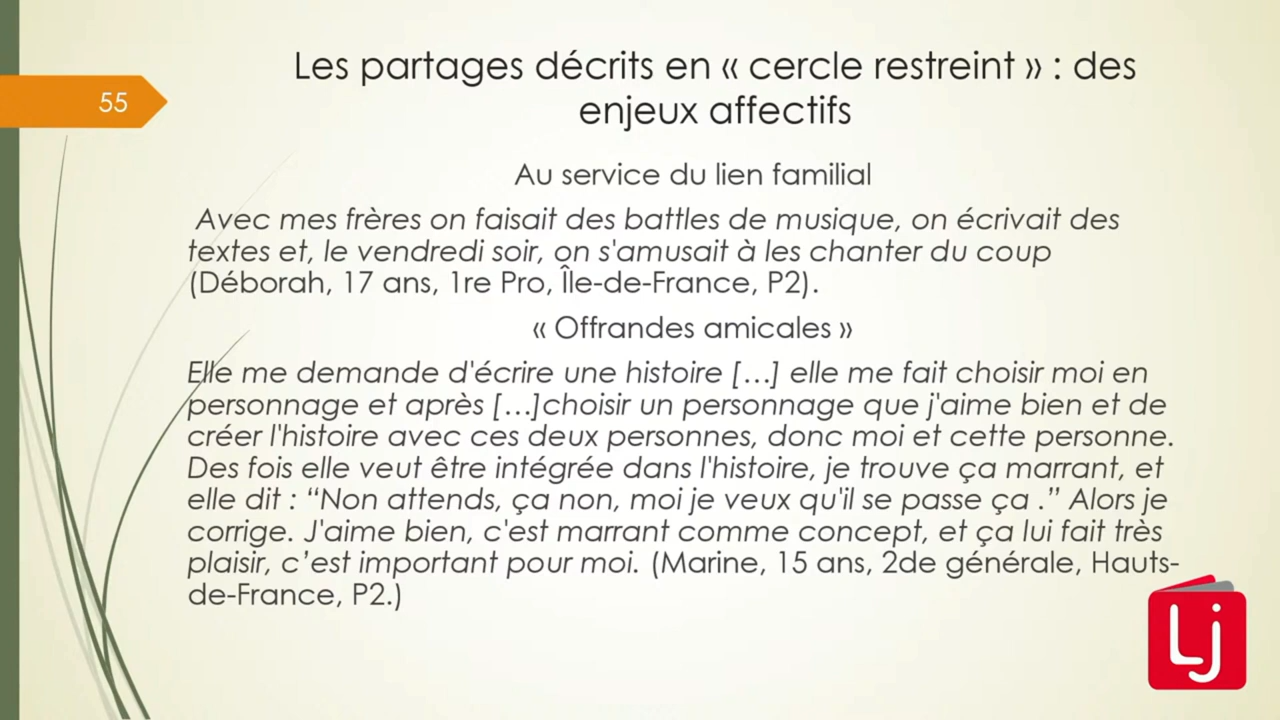 Les partages décrits en « cercle restreint » : des
enjeux affectifs
55
Au service du lien familial
Avec mes frères on faisait des battles de musique, on écrivait des
textes et, le vendredi soir, on s'amusait à les chanter du coup
(Déborah, 17 ans, 1re Pro, Île-de-France, P2).
« Offrandes amicales »
Elle me demande d'écrire une histoire […] elle me fait choisir moi en
personnage et après […]choisir un personnage que j'aime bien et de
créer l'histoire avec ces deux personnes, donc moi et cette personne.
Des fois elle veut être intégrée dans l'histoire, je trouve ça marrant, et
elle dit : “Non attends, ça non, moi je veux qu'il se passe ça .” Alors je
corrige. J'aime bien, c'est marrant comme concept, et ça lui fait très
plaisir, c’est important pour moi. (Marine, 15 ans, 2de générale, Hauts-
de-France, P2.)
Lj